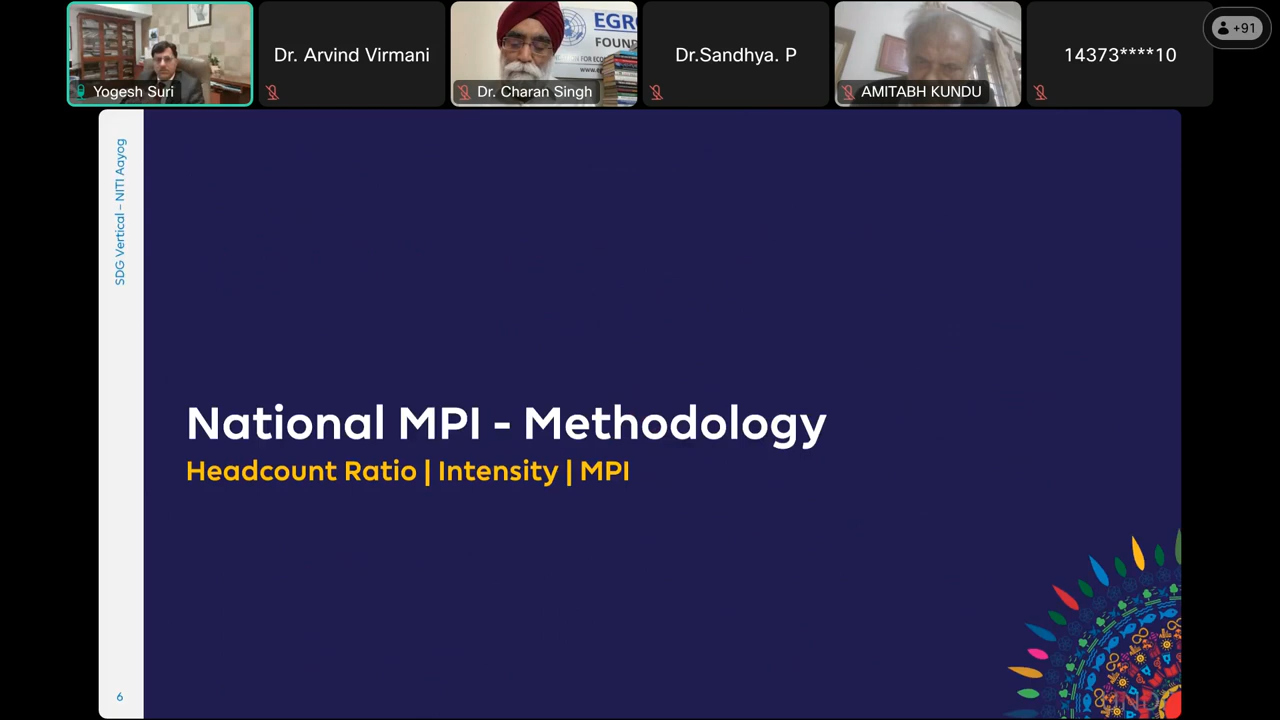 Yogesh Suri
Dr. Arvind Virmani
EGRO
FOUN
Dr. Charan Singh
Dr.Sandhya. P
AMITABH KUNDU
14373****10
+91
SDG Vertical – NITI Aayog
National MPI - Methodology
Headcount Ratio | Intensity | MPI
6